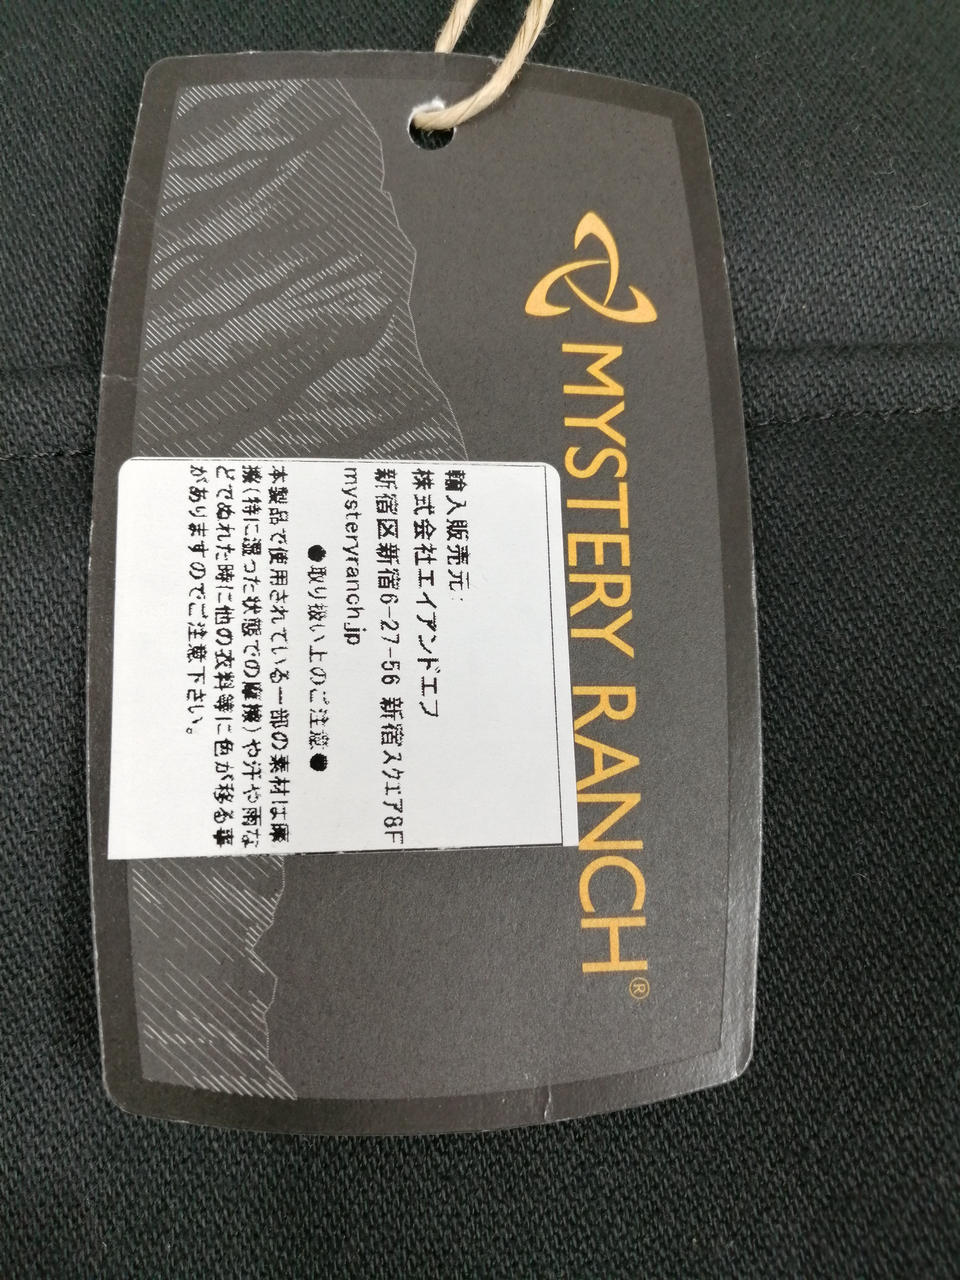 MYSTERY RANCH®
輸入販売元:
株式会社エイアンドエフ
新宿区新宿6-27-56 新宿スクエア8F
mysteryranch.jp
●取り扱い上のご注意●
本製品で使用されている一部の素材は摩
擦(特に湿った状態での摩擦)や汗や雨な
どでぬれた時に他の衣料等に色が移る事
がありますのでご注意下さい。